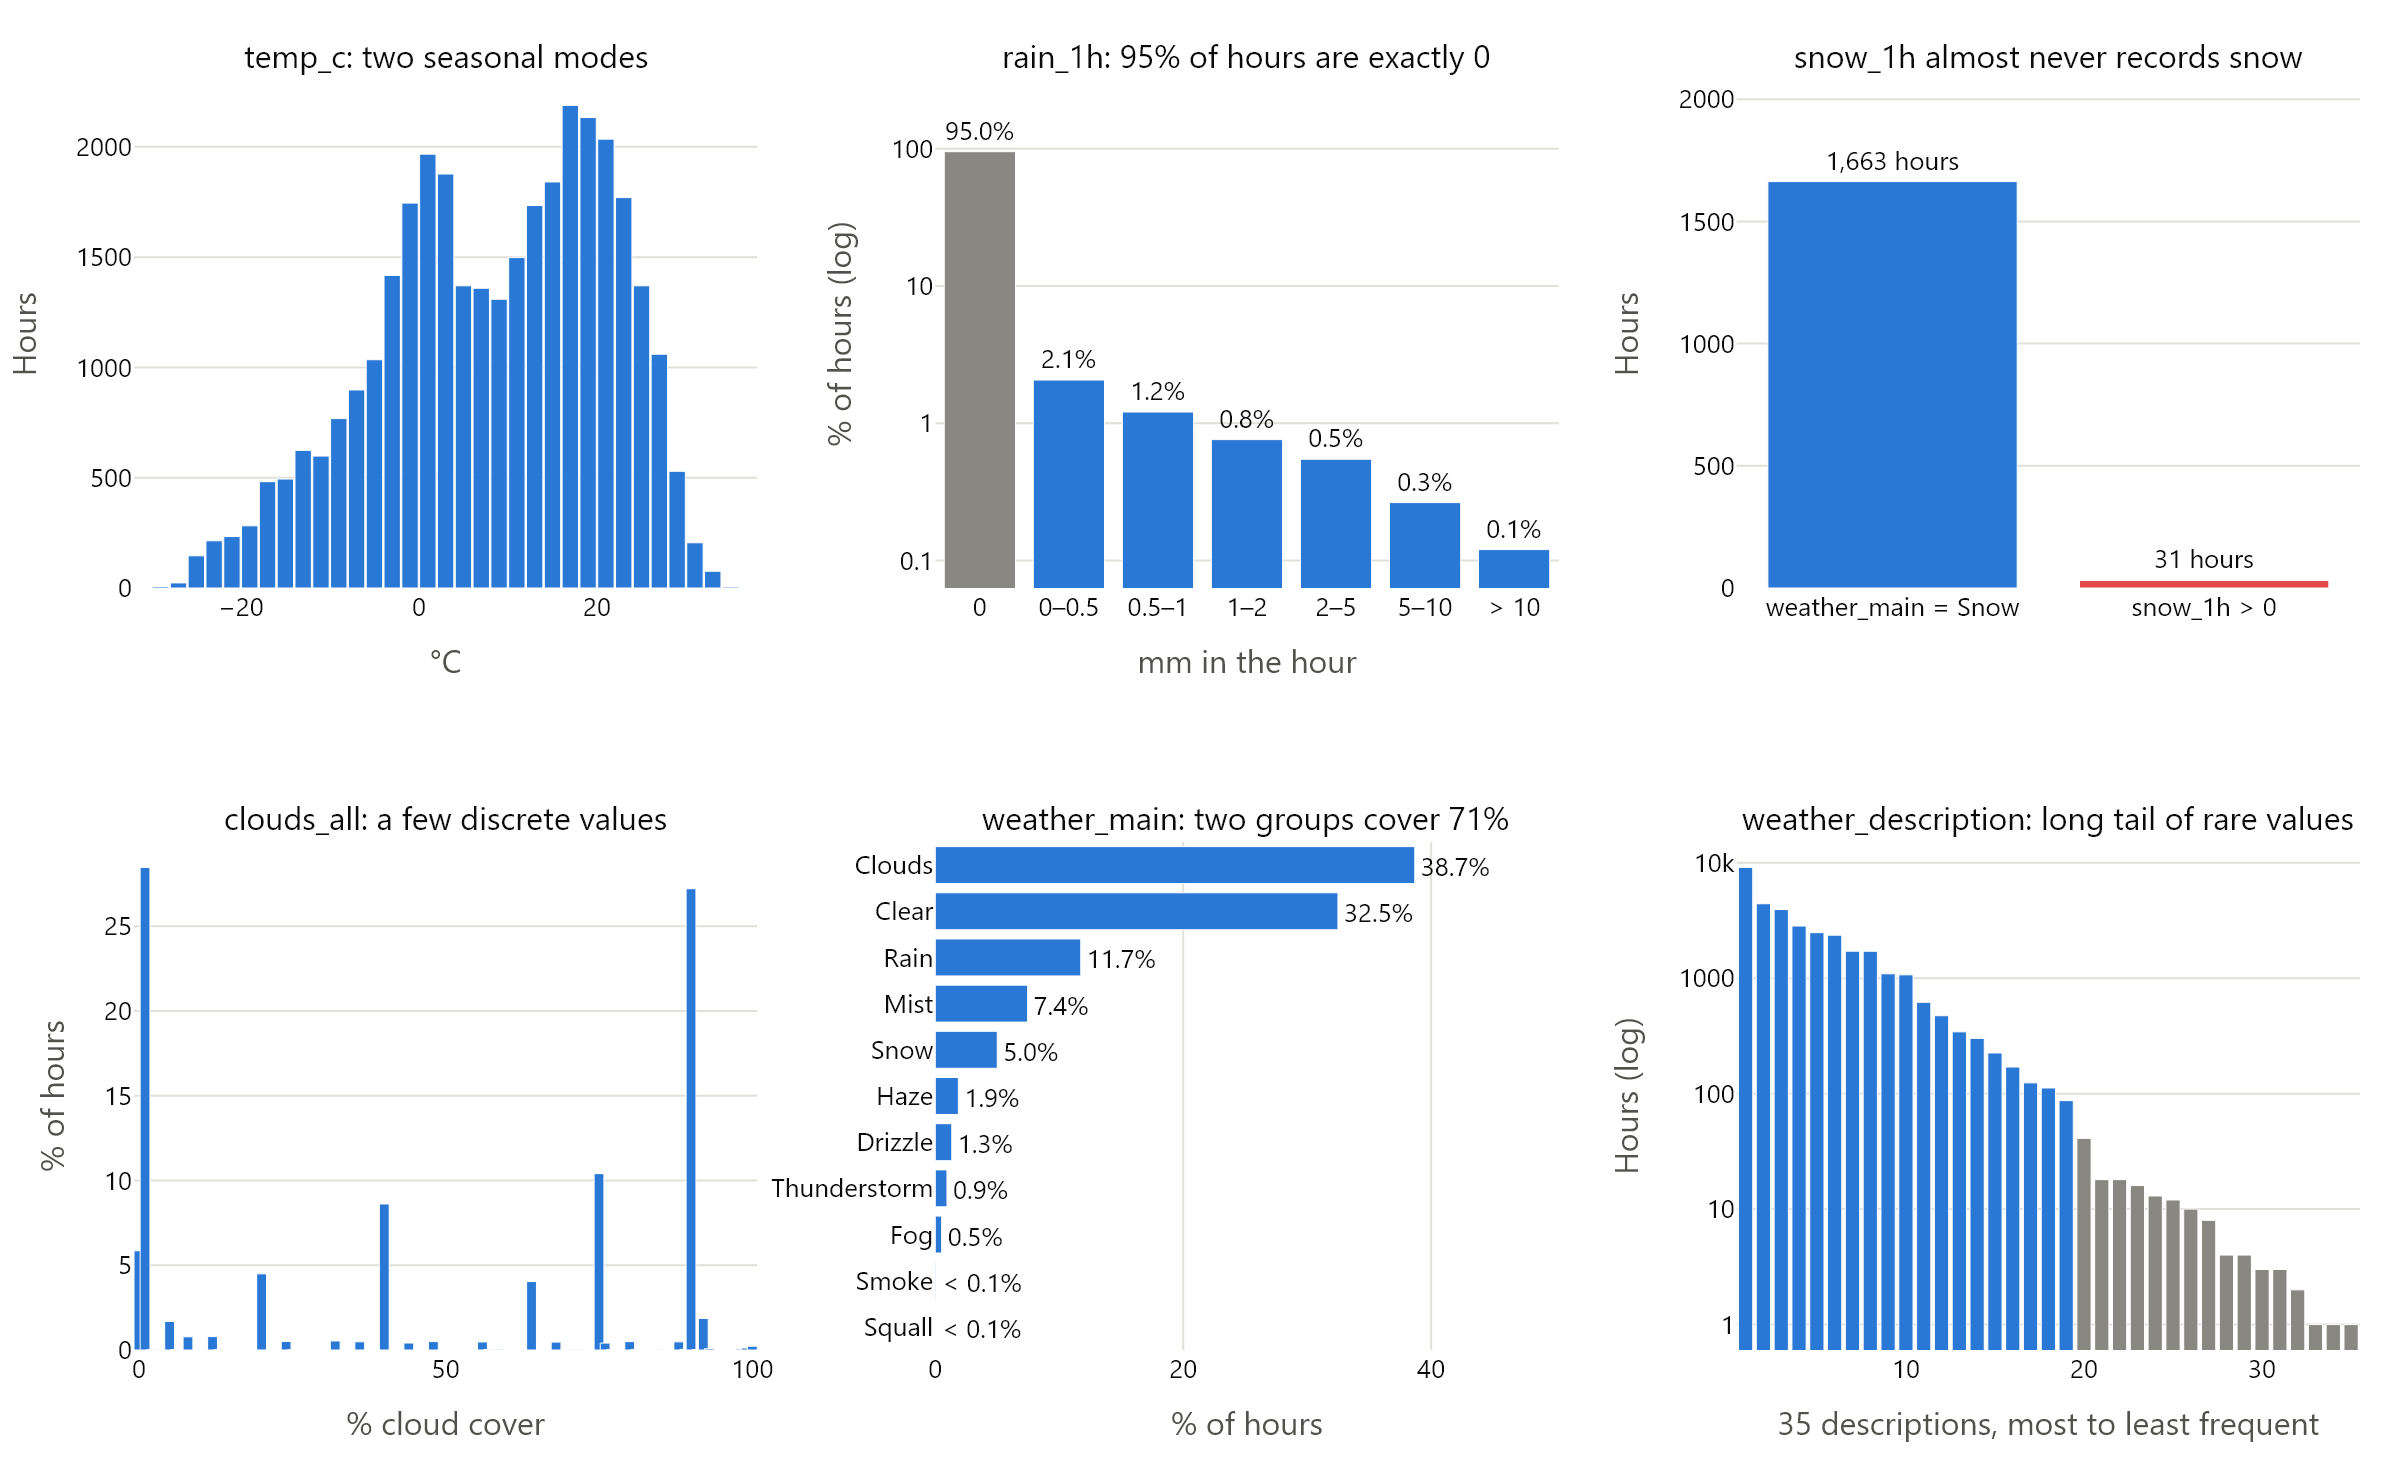 temp_c: two seasonal modes
Hours
2000
1500
1000
500
0
−20
0
20
°C
rain_1h: 95% of hours are exactly 0
% of hours (log)
100
10
1
0.1
95.0%
2.1%
1.2%
0.8%
0.5%
0.3%
0.1%
0
0–0.5
0.5–1
1–2
2–5
5–10
> 10
mm in the hour
snow_1h almost never records snow
Hours
2000
1500
1000
500
0
1,663 hours
31 hours
weather_main = Snow
snow_1h > 0
clouds_all: a few discrete values
% of hours
25
20
15
10
5
0
0
50
100
% cloud cover
weather_main: two groups cover 71%
Clouds 38.7%
Clear 32.5%
Rain 11.7%
Mist 7.4%
Snow 5.0%
Haze 1.9%
Drizzle 1.3%
Thunderstorm 0.9%
Fog 0.5%
Smoke < 0.1%
Squall < 0.1%
0
20
40
% of hours
weather_description: long tail of rare values
Hours (log)
10k
1000
100
10
1
10
20
30
35 descriptions, most to least frequent